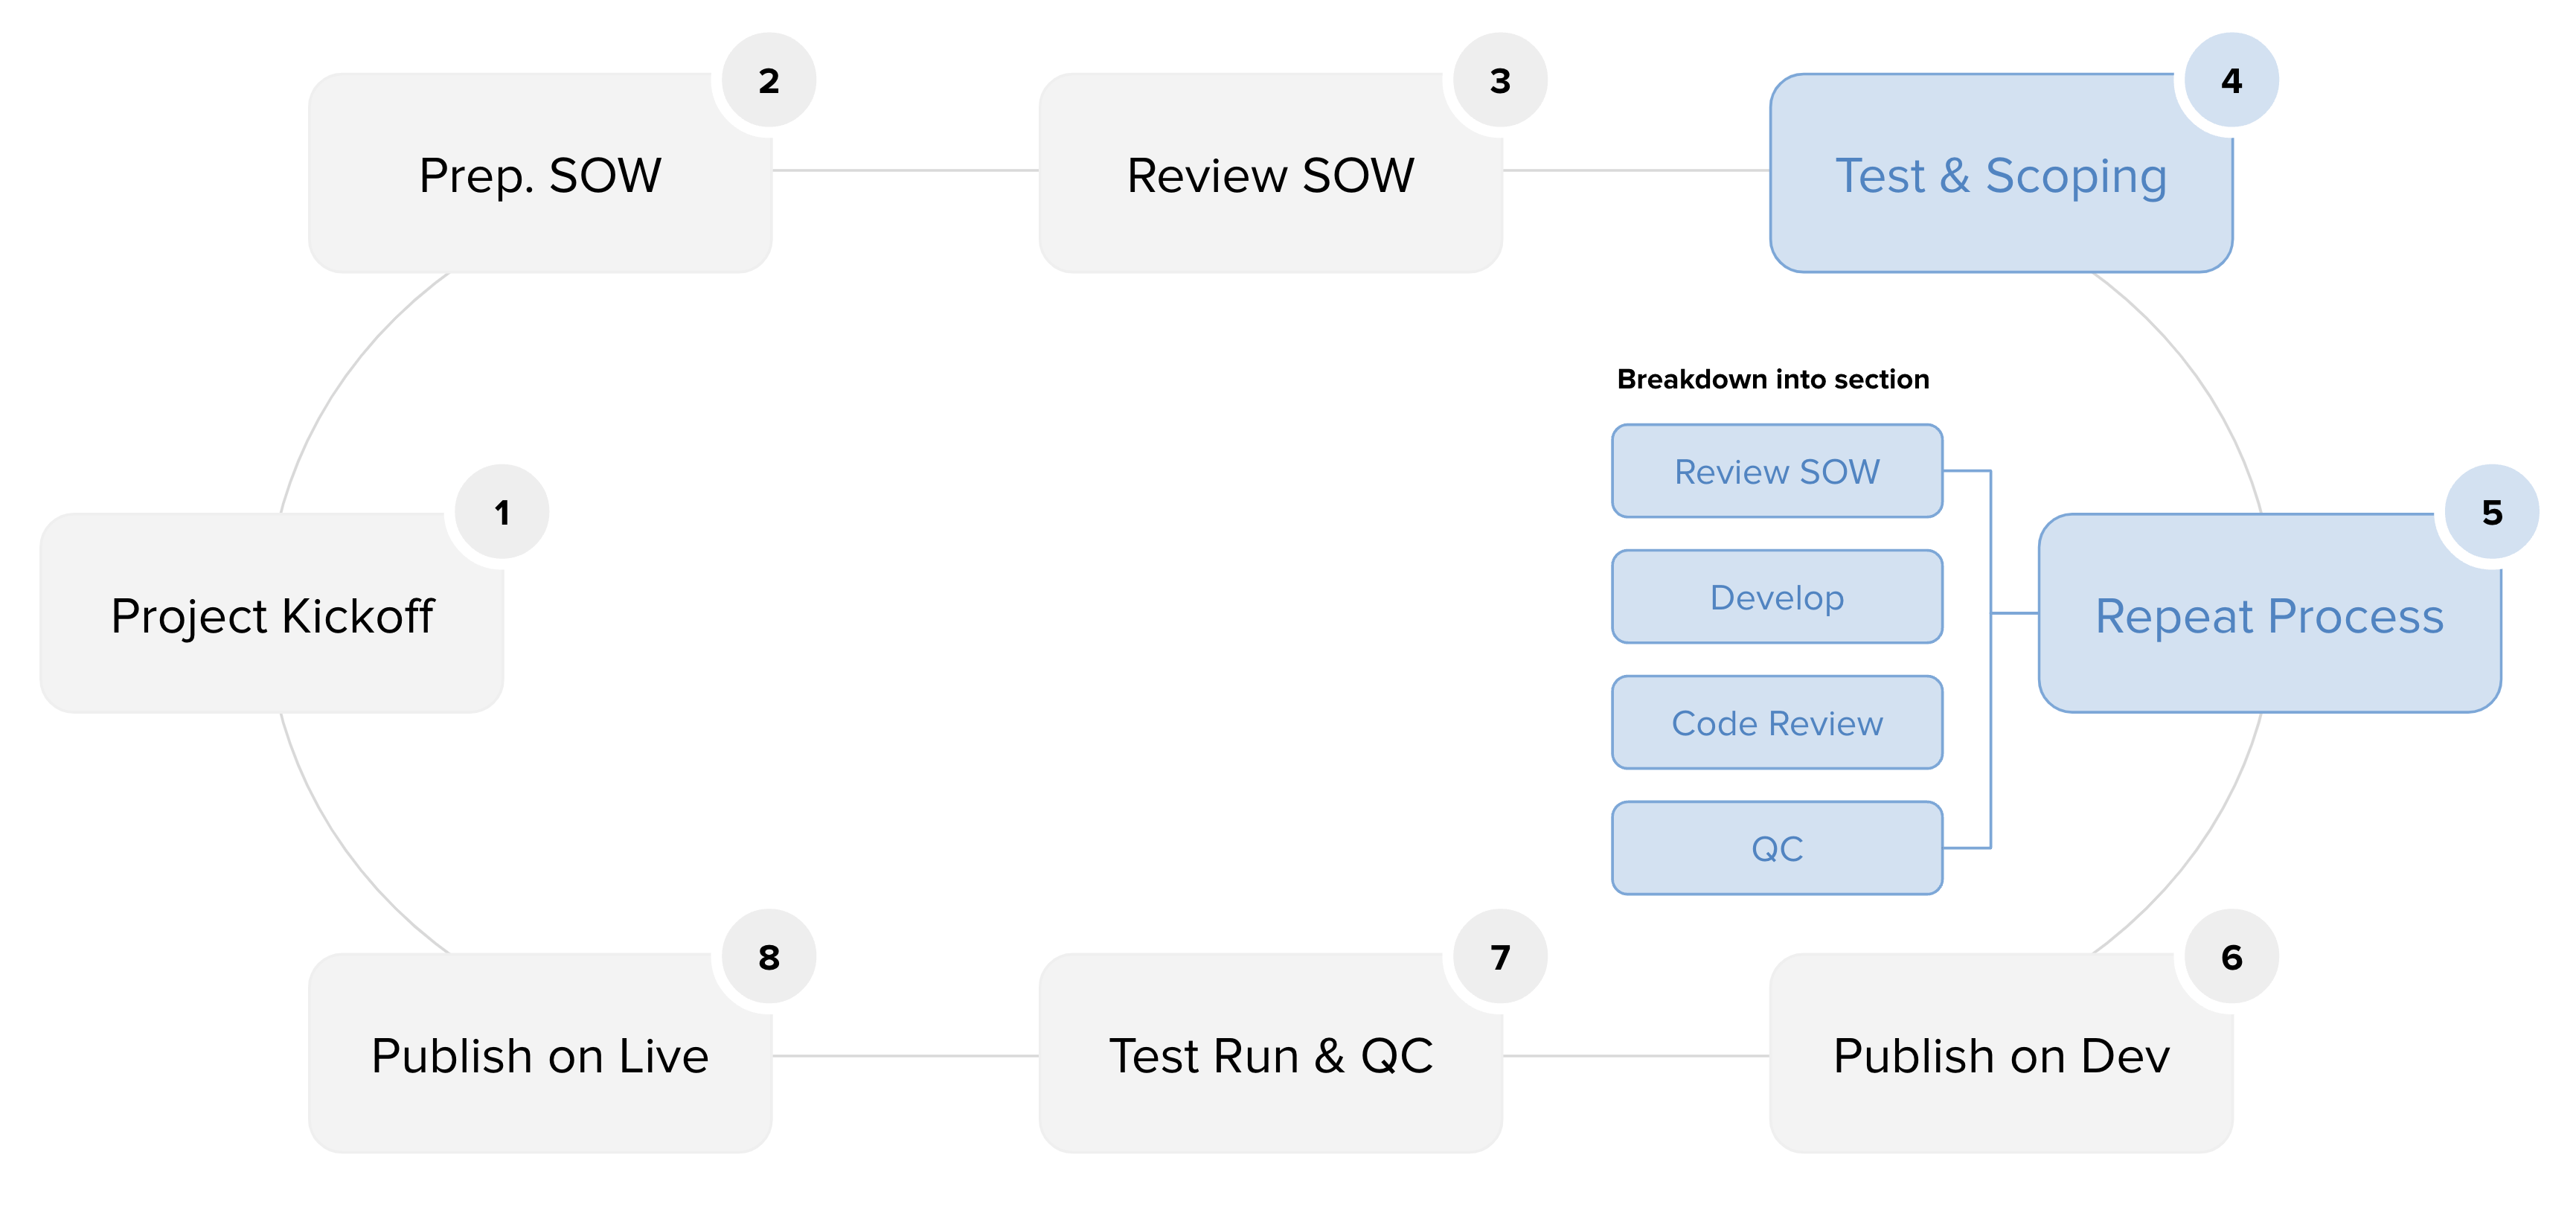 2
Prep. SOW
3
Review SOW
4
Test & Scoping
Breakdown into section
Review SOW
Develop
Code Review
QC
1
Project Kickoff
5
Repeat Process
8
Publish on Live
7
Test Run & QC
6
Publish on Dev